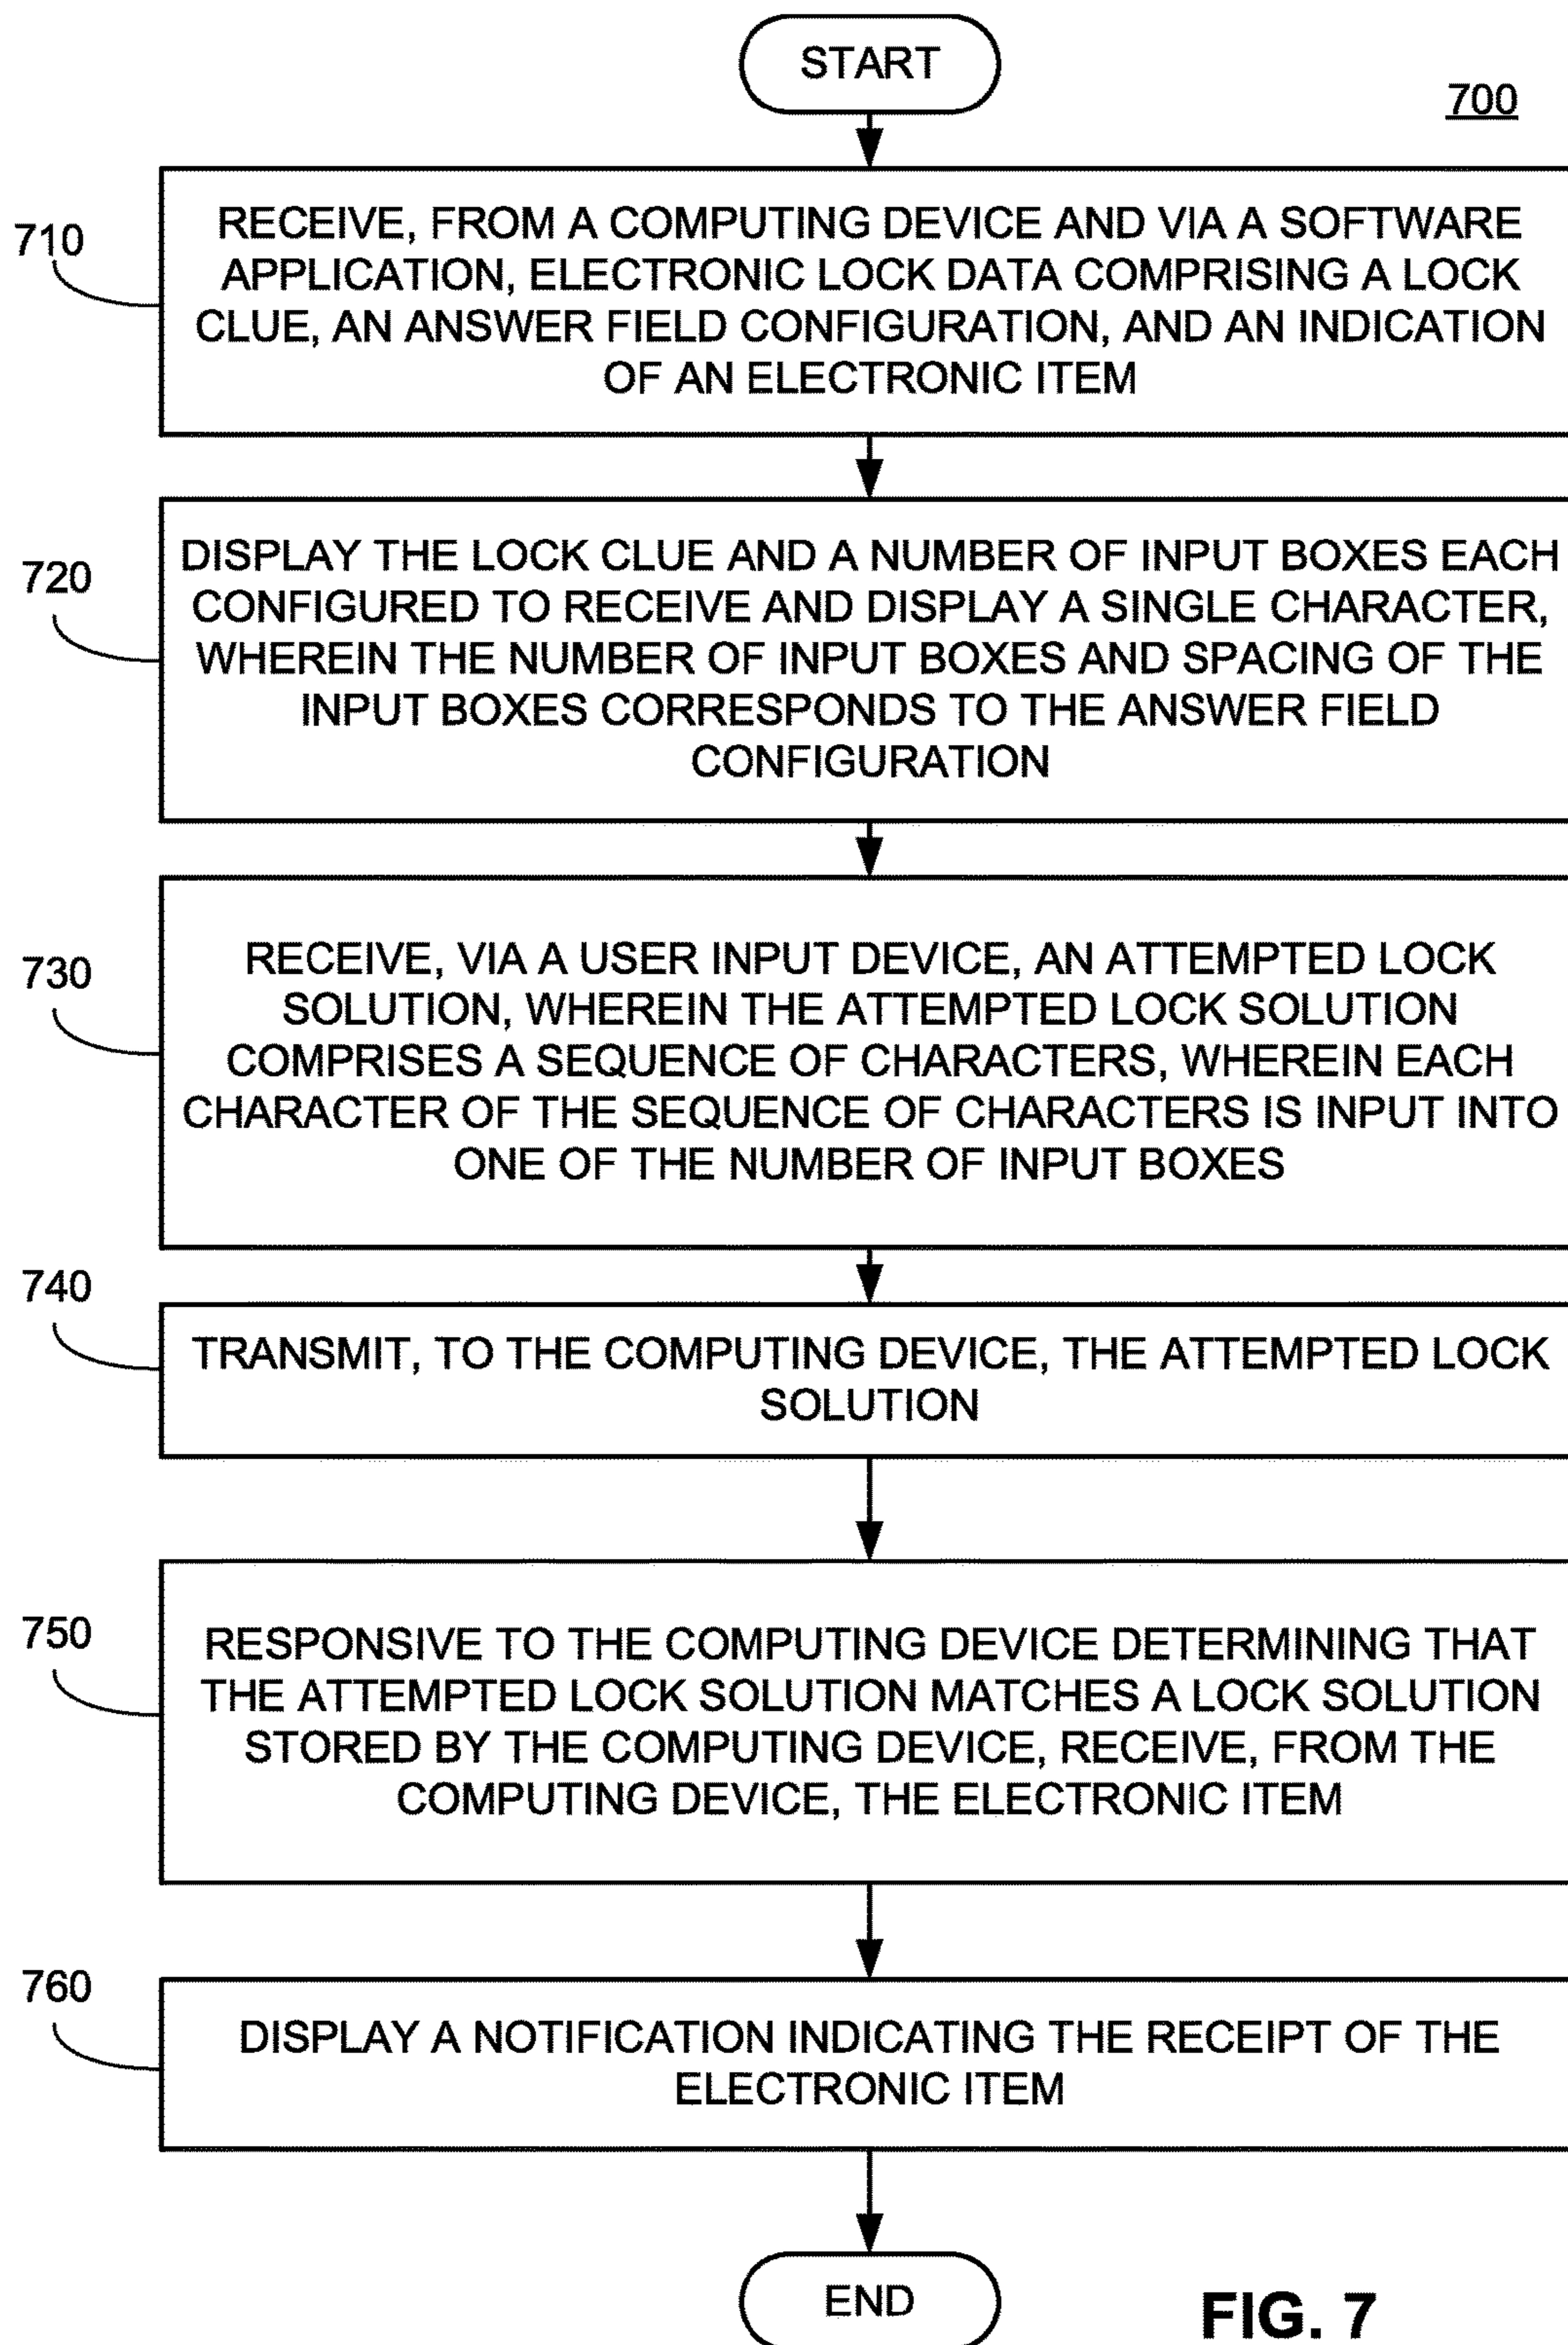 START
700
710
RECEIVE, FROM A COMPUTING DEVICE AND VIA A SOFTWARE
APPLICATION, ELECTRONIC LOCK DATA COMPRISING A LOCK
CLUE, AN ANSWER FIELD CONFIGURATION, AND AN INDICATION
OF AN ELECTRONIC ITEM
720
DISPLAY THE LOCK CLUE AND A NUMBER OF INPUT BOXES EACH
CONFIGURED TO RECEIVE AND DISPLAY A SINGLE CHARACTER,
WHEREIN THE NUMBER OF INPUT BOXES AND SPACING OF THE
INPUT BOXES CORRESPONDS TO THE ANSWER FIELD
CONFIGURATION
730
RECEIVE, VIA A USER INPUT DEVICE, AN ATTEMPTED LOCK
SOLUTION, WHEREIN THE ATTEMPTED LOCK SOLUTION
COMPRISES A SEQUENCE OF CHARACTERS, WHEREIN EACH
CHARACTER OF THE SEQUENCE OF CHARACTERS IS INPUT INTO
ONE OF THE NUMBER OF INPUT BOXES
740
TRANSMIT, TO THE COMPUTING DEVICE, THE ATTEMPTED LOCK
SOLUTION
750
RESPONSIVE TO THE COMPUTING DEVICE DETERMINING THAT
THE ATTEMPTED LOCK SOLUTION MATCHES A LOCK SOLUTION
STORED BY THE COMPUTING DEVICE, RECEIVE, FROM THE
COMPUTING DEVICE, THE ELECTRONIC ITEM
760
DISPLAY A NOTIFICATION INDICATING THE RECEIPT OF THE
ELECTRONIC ITEM
END
FIG. 7